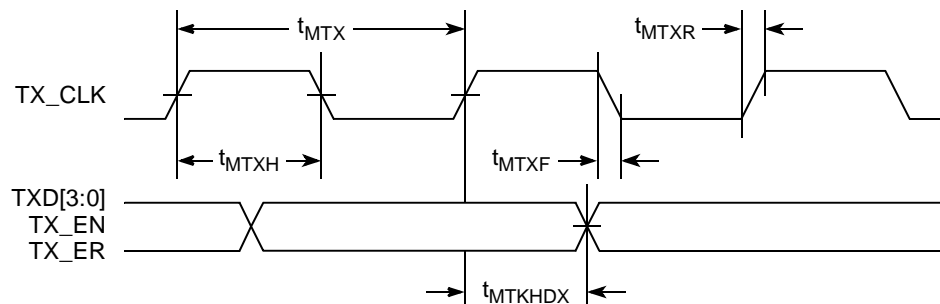 tMTX
tMTXR
TX_CLK
tMTXH
tMTXF
TXD[3:0]
TX_EN
TX_ER
tMTKHDX